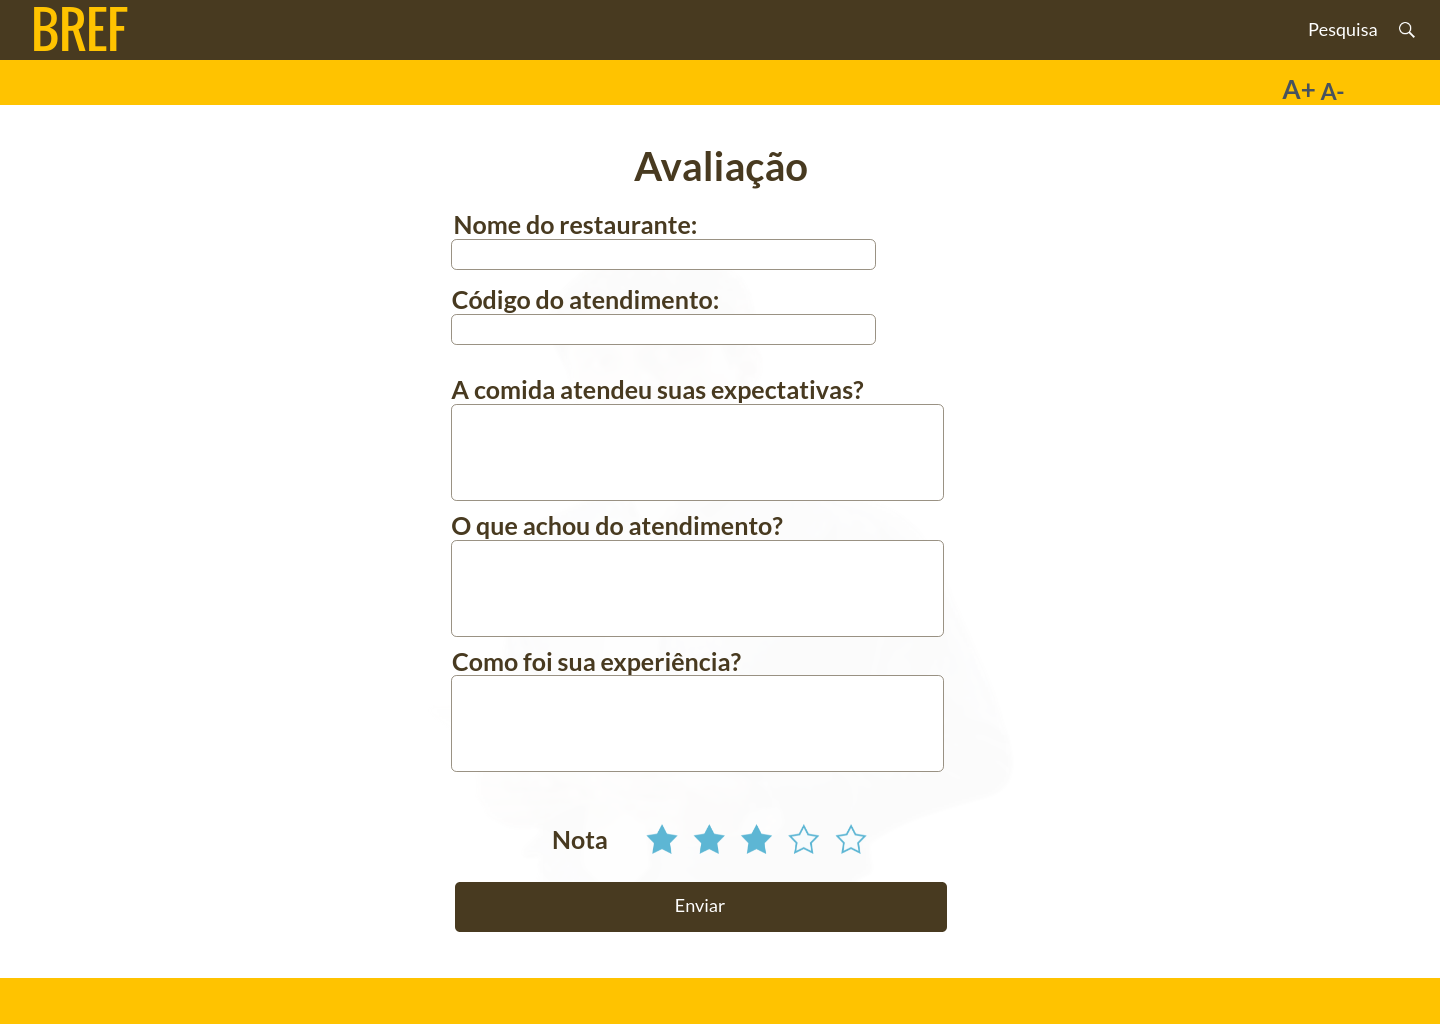 BREF
Pesquisa
A+ A-
Avaliação
Nome do restaurante:
Código do atendimento:
A comida atendeu suas expectativas?
O que achou do atendimento?
Como foi sua experiência?
Nota
Enviar